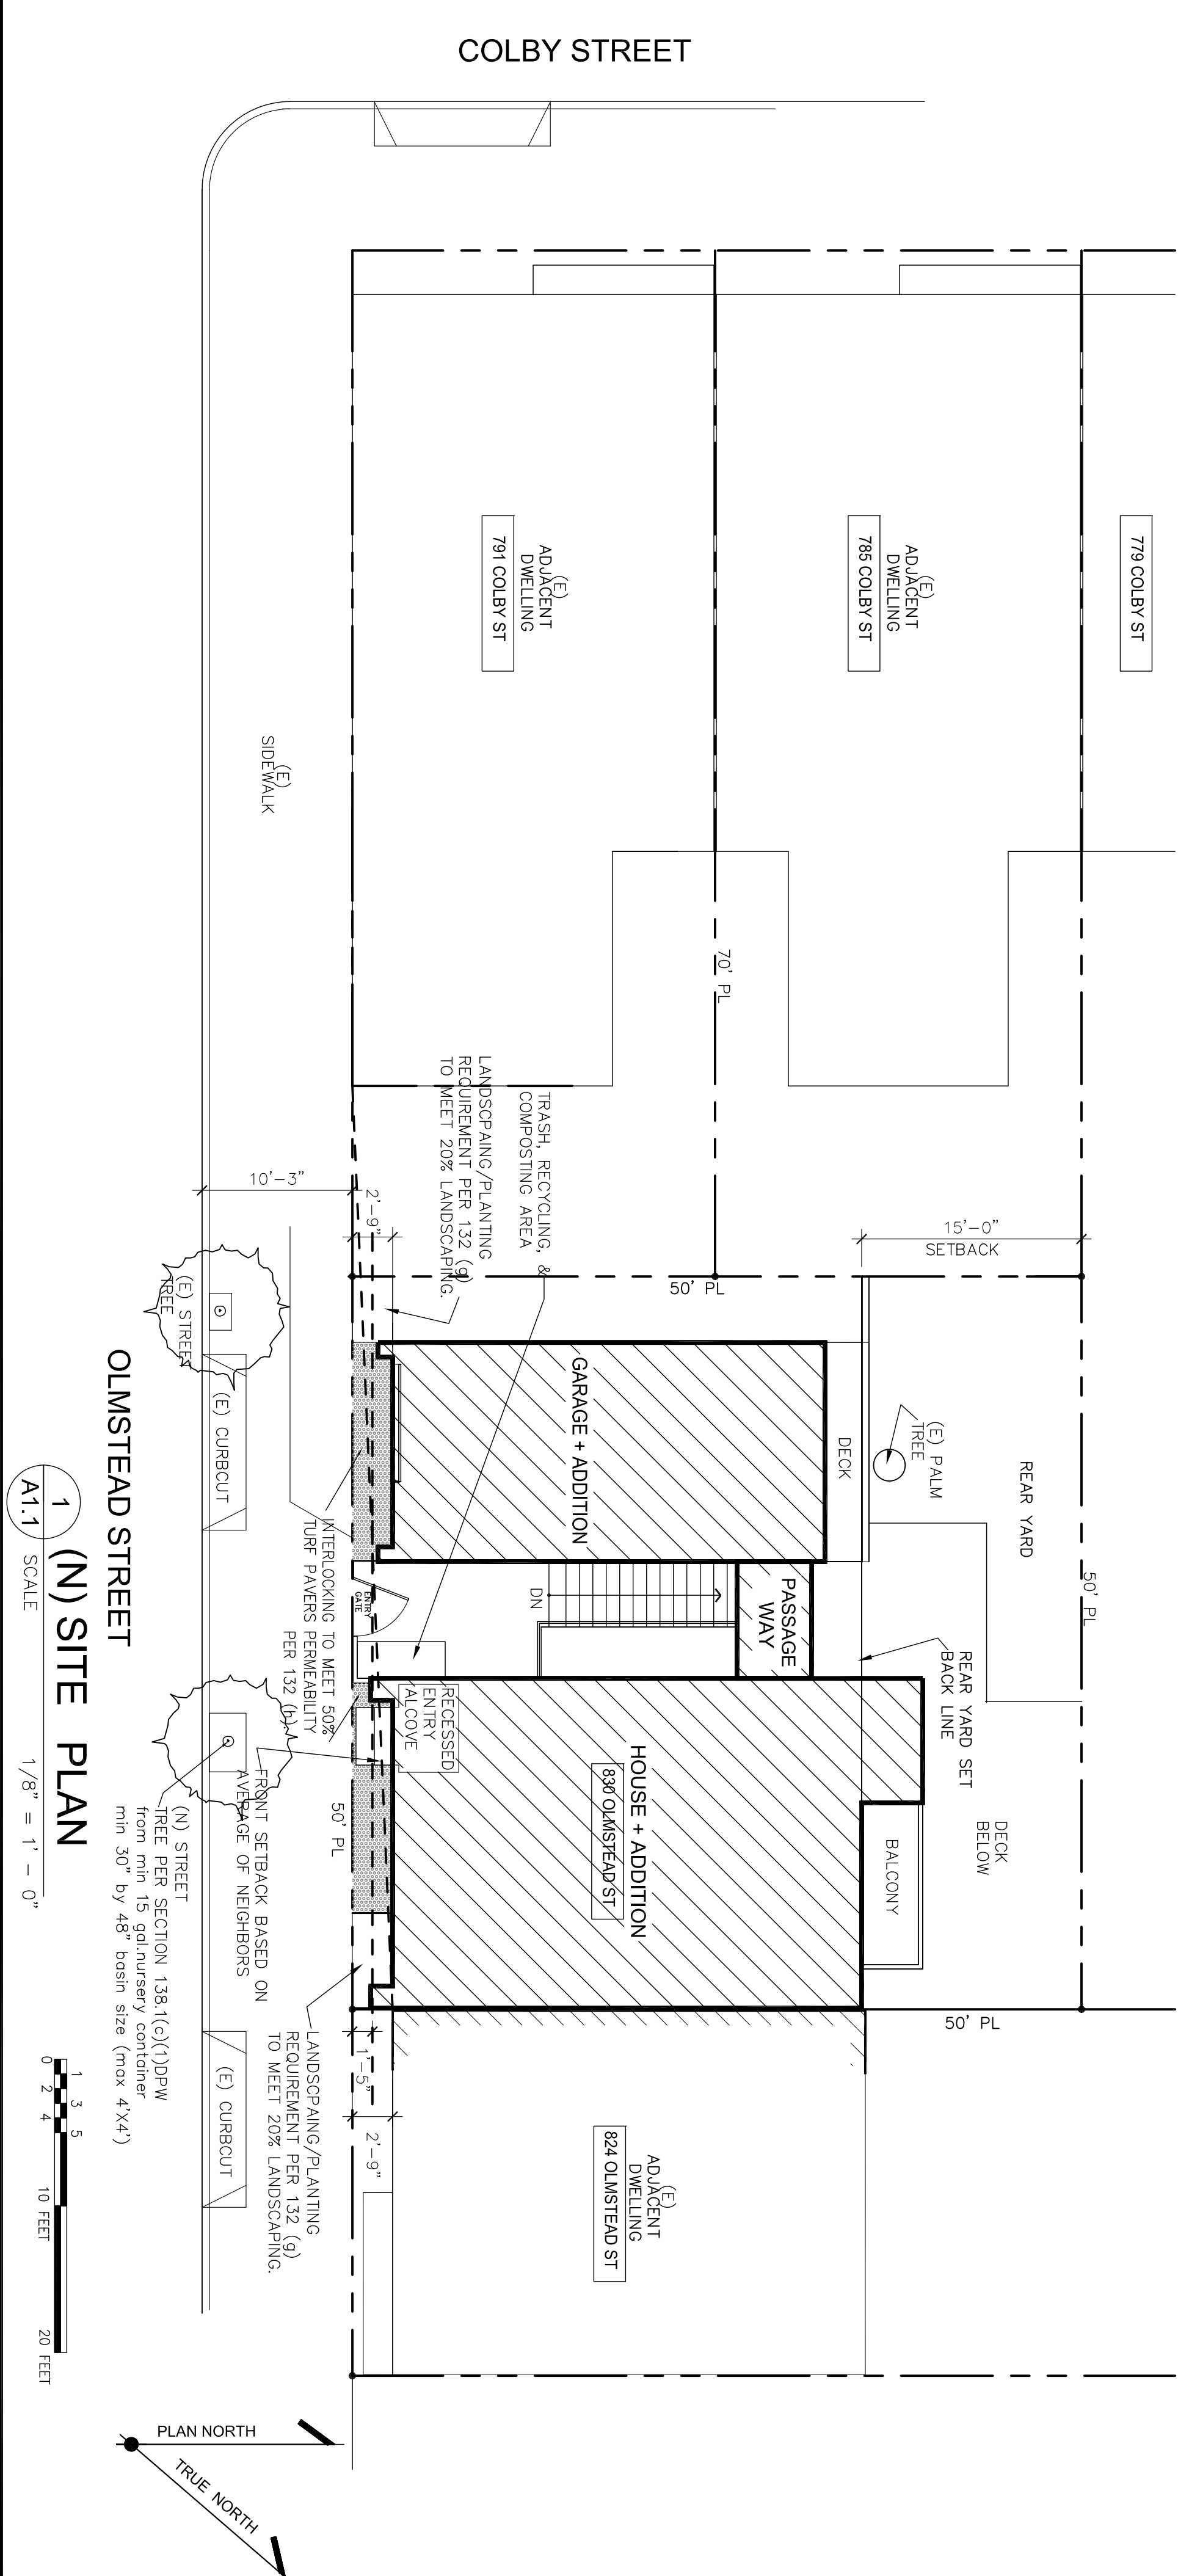 COLBY STREET
779 COLBY ST
(E)
ADJACENT
DWELLING
785 COLBY ST
(E)
ADJACENT
DWELLING
791 COLBY ST
(E)
SIDEWALK
70' PL
TRASH, RECYCLING, &
COMPOSTING AREA
LANDSCPAING/PLANTING
REQUIREMENT PER 132 (g)
TO MEET 20% LANDSCAPING.
10'-3"
2'-9"
15'-0"
SETBACK
50' PL
(E) STREET
TREE
(E) CURBCUT
GARAGE + ADDITION
DECK
(E) PALM
TREE
REAR YARD
50' PL
INTERLOCKING TO MEET 50%
TURF PAVERS PERMEABILITY
PER 132 (h)
ENTRY
GATE
DN
PASSAGE
WAY
REAR YARD SET
BACK LINE
RECESSED
ENTRY
ALCOVE
HOUSE + ADDITION
830 OLMSTEAD ST
BALCONY
DECK
BELOW
50' PL
FRONT SETBACK BASED ON
AVERAGE OF NEIGHBORS
(N) STREET
TREE PER SECTION 138.1(c)(1)DPW
from min 15 gal.nursery container
min 30" by 48" basin size (max 4'X4')
50' PL
1'-5"
2'-9"
LANDSCPAING/PLANTING
REQUIREMENT PER 132 (g)
TO MEET 20% LANDSCAPING.
(E) CURBCUT
(E)
ADJACENT
DWELLING
824 OLMSTEAD ST
OLMSTEAD STREET
1
A1.1
(N) SITE PLAN
SCALE
1/8" = 1' - 0"
1 3 5
0 2 4 10 FEET 20 FEET
PLAN NORTH
TRUE NORTH